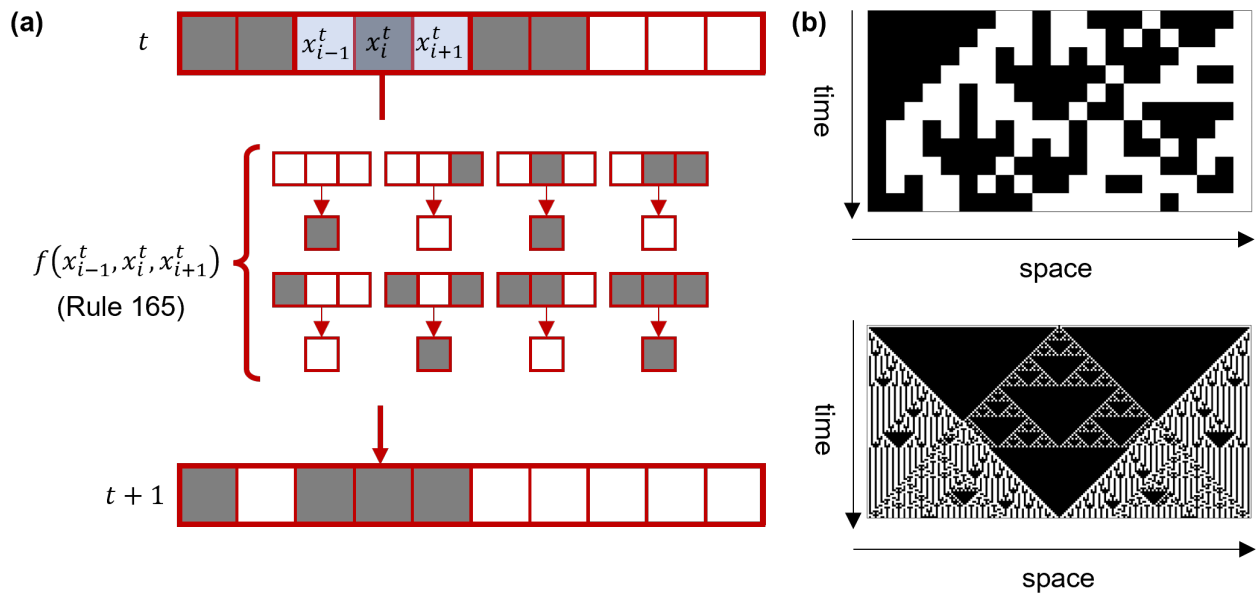 (a)
t
x_{i-1}^t x_i^t x_{i+1}^t
f(x_{i-1}^t, x_i^t, x_{i+1}^t)
(Rule 165)
t + 1
(b)
time
space
time
space